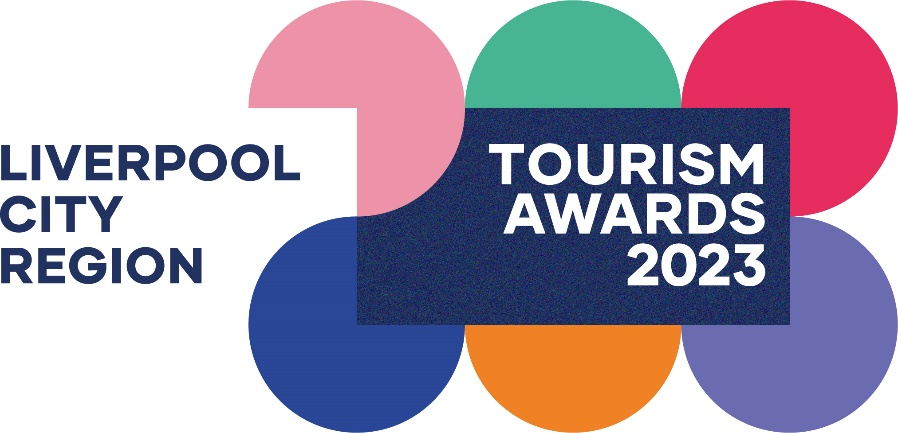 LIVERPOOL
CITY
REGION
TOURISM
AWARDS
2023